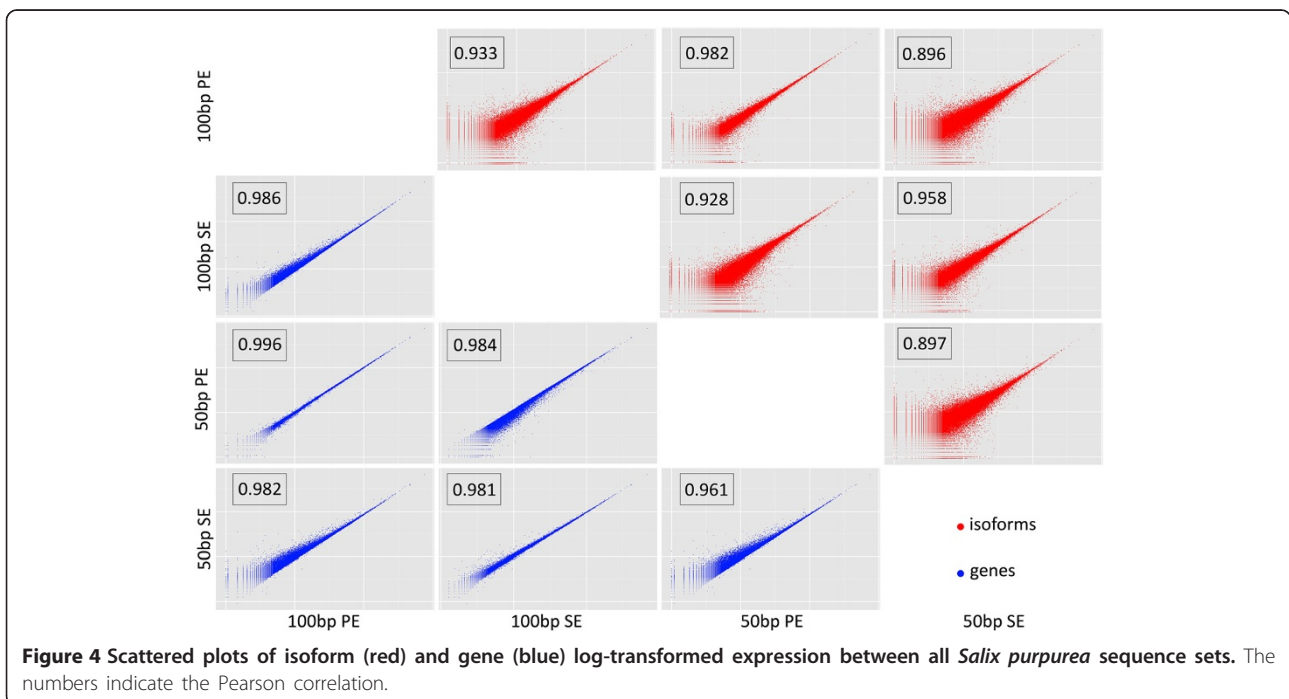 100bp PE
0.933
0.982
0.896
100bp SE
0.986
0.928
0.958
50bp PE
0.996
0.984
0.897
50bp SE
0.982
0.981
0.961
isoforms
genes
100bp PE
100bp SE
50bp PE
50bp SE
Figure 4 Scattered plots of isoform (red) and gene (blue) log-transformed expression between all Salix purpurea sequence sets. The
numbers indicate the Pearson correlation.